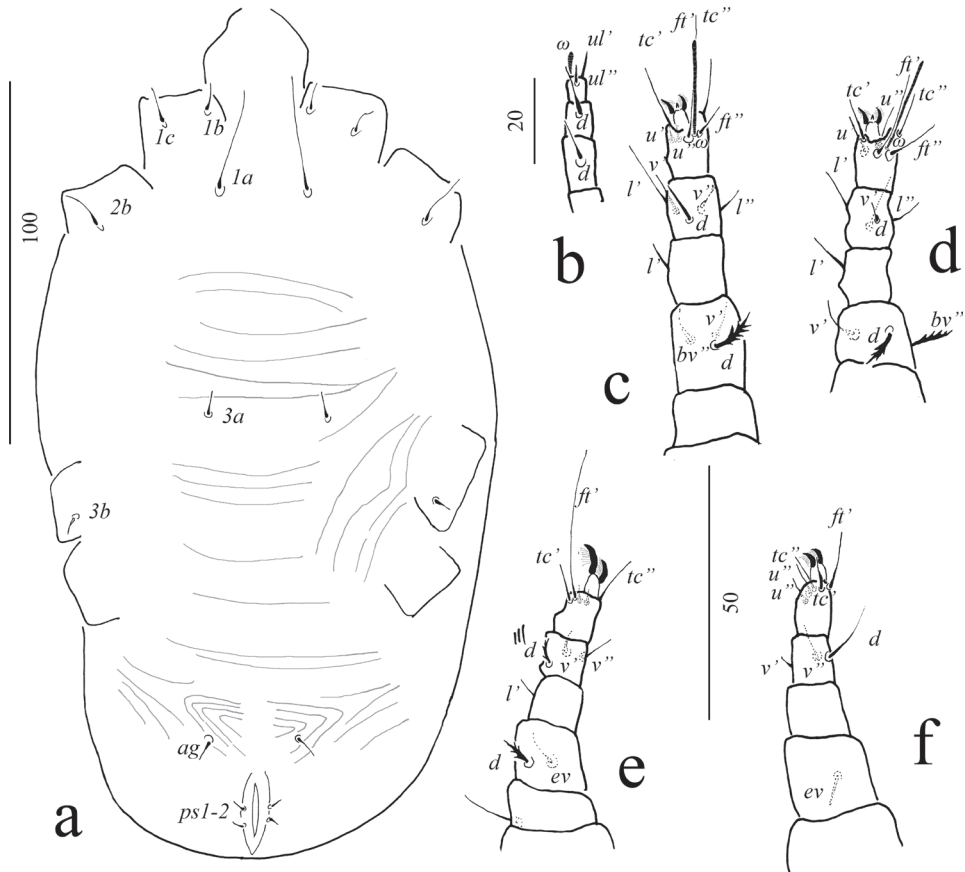 100
1c
1b
1a
2b
3a
3b
ag
ps1-2
a
20
ω
ul’
ul”
d
d
b
ft’
tc”
tc’
u’
u”
ω
ft”
v’
l’
v”
d
l”
l’
v’
bv”
d
c
ft’
tc’
u”
tc”
u’
ω
ft”
l’
v’
l”
d
l’
v’
d
bv”
d
ft’
tc’
tc”
d
v’
v”
l’
d
ev
e
50
ft’
tc”
u”
u”
tc’
d
v’
v”
ev
f